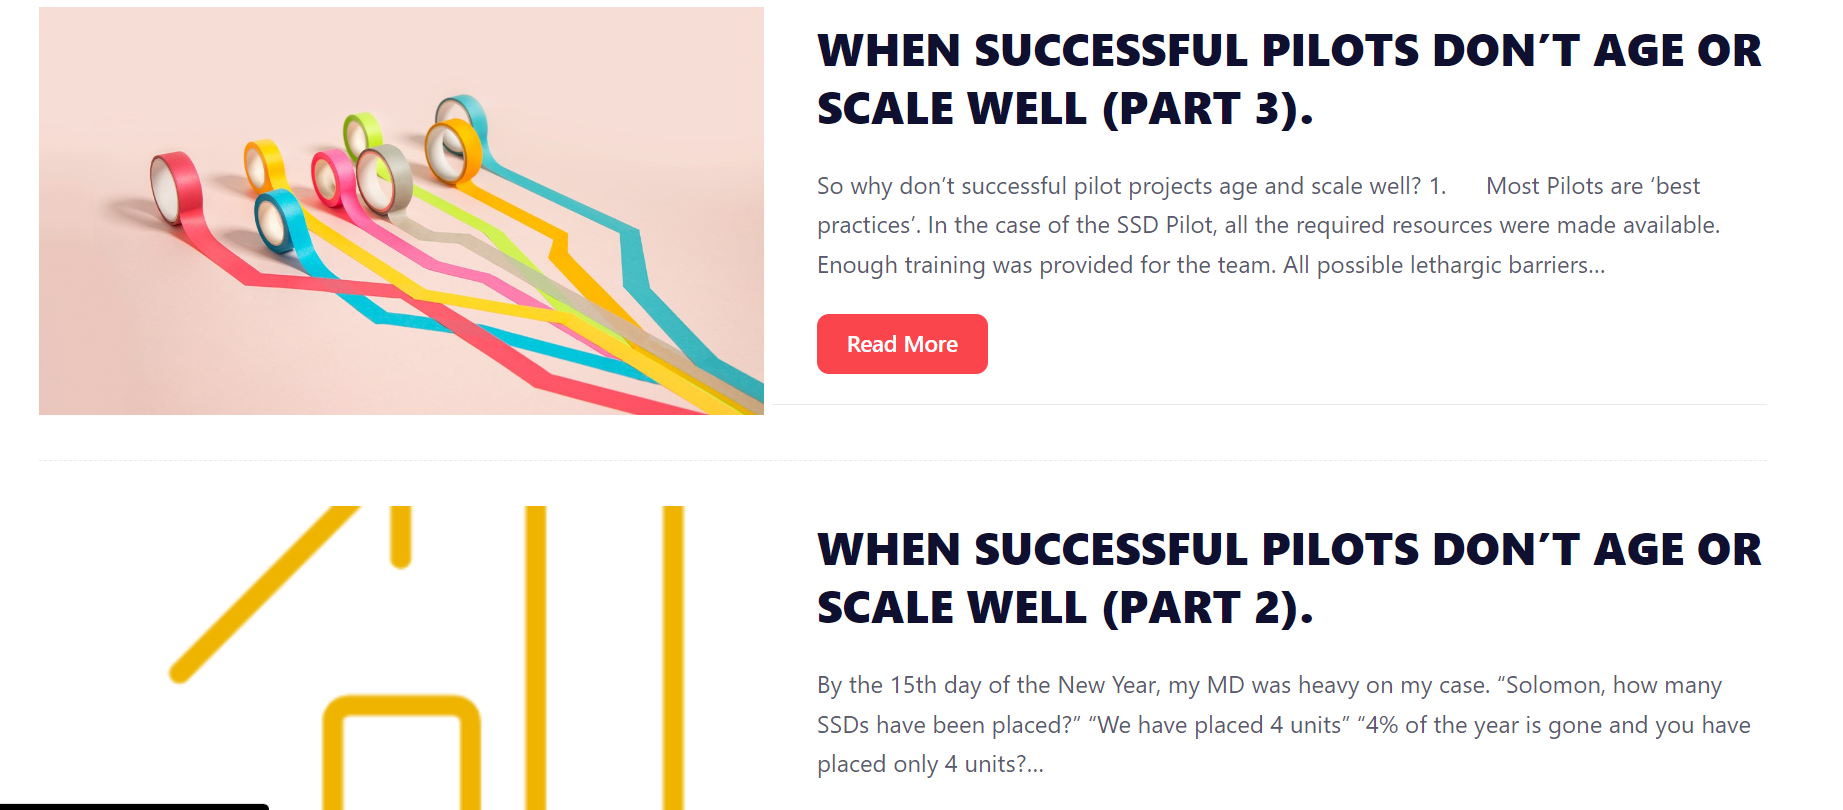 WHEN SUCCESSFUL PILOTS DON’T AGE OR
SCALE WELL (PART 3).
So why don’t successful pilot projects age and scale well? 1.      Most Pilots are ‘best
practices’. In the case of the SSD Pilot, all the required resources were made available.
Enough training was provided for the team. All possible lethargic barriers...
Read More
WHEN SUCCESSFUL PILOTS DON’T AGE OR
SCALE WELL (PART 2).
By the 15th day of the New Year, my MD was heavy on my case. “Solomon, how many
SSDs have been placed?” “We have placed 4 units” “4% of the year is gone and you have
placed only 4 units?...